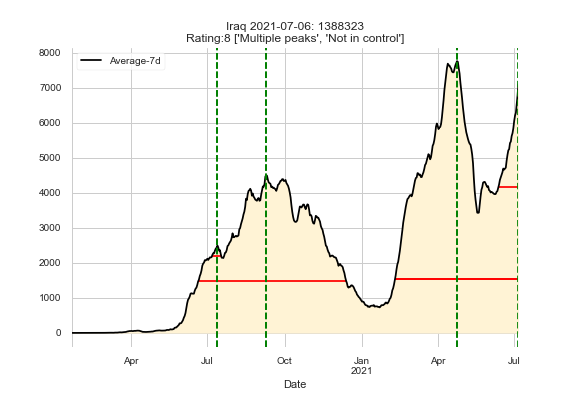 Iraq 2021-07-06: 1388323
Rating:8 ['Multiple peaks', 'Not in control']
Average-7d
8000
7000
6000
5000
4000
3000
2000
1000
0
Apr Jul Oct Jan Apr Jul
2021
Date